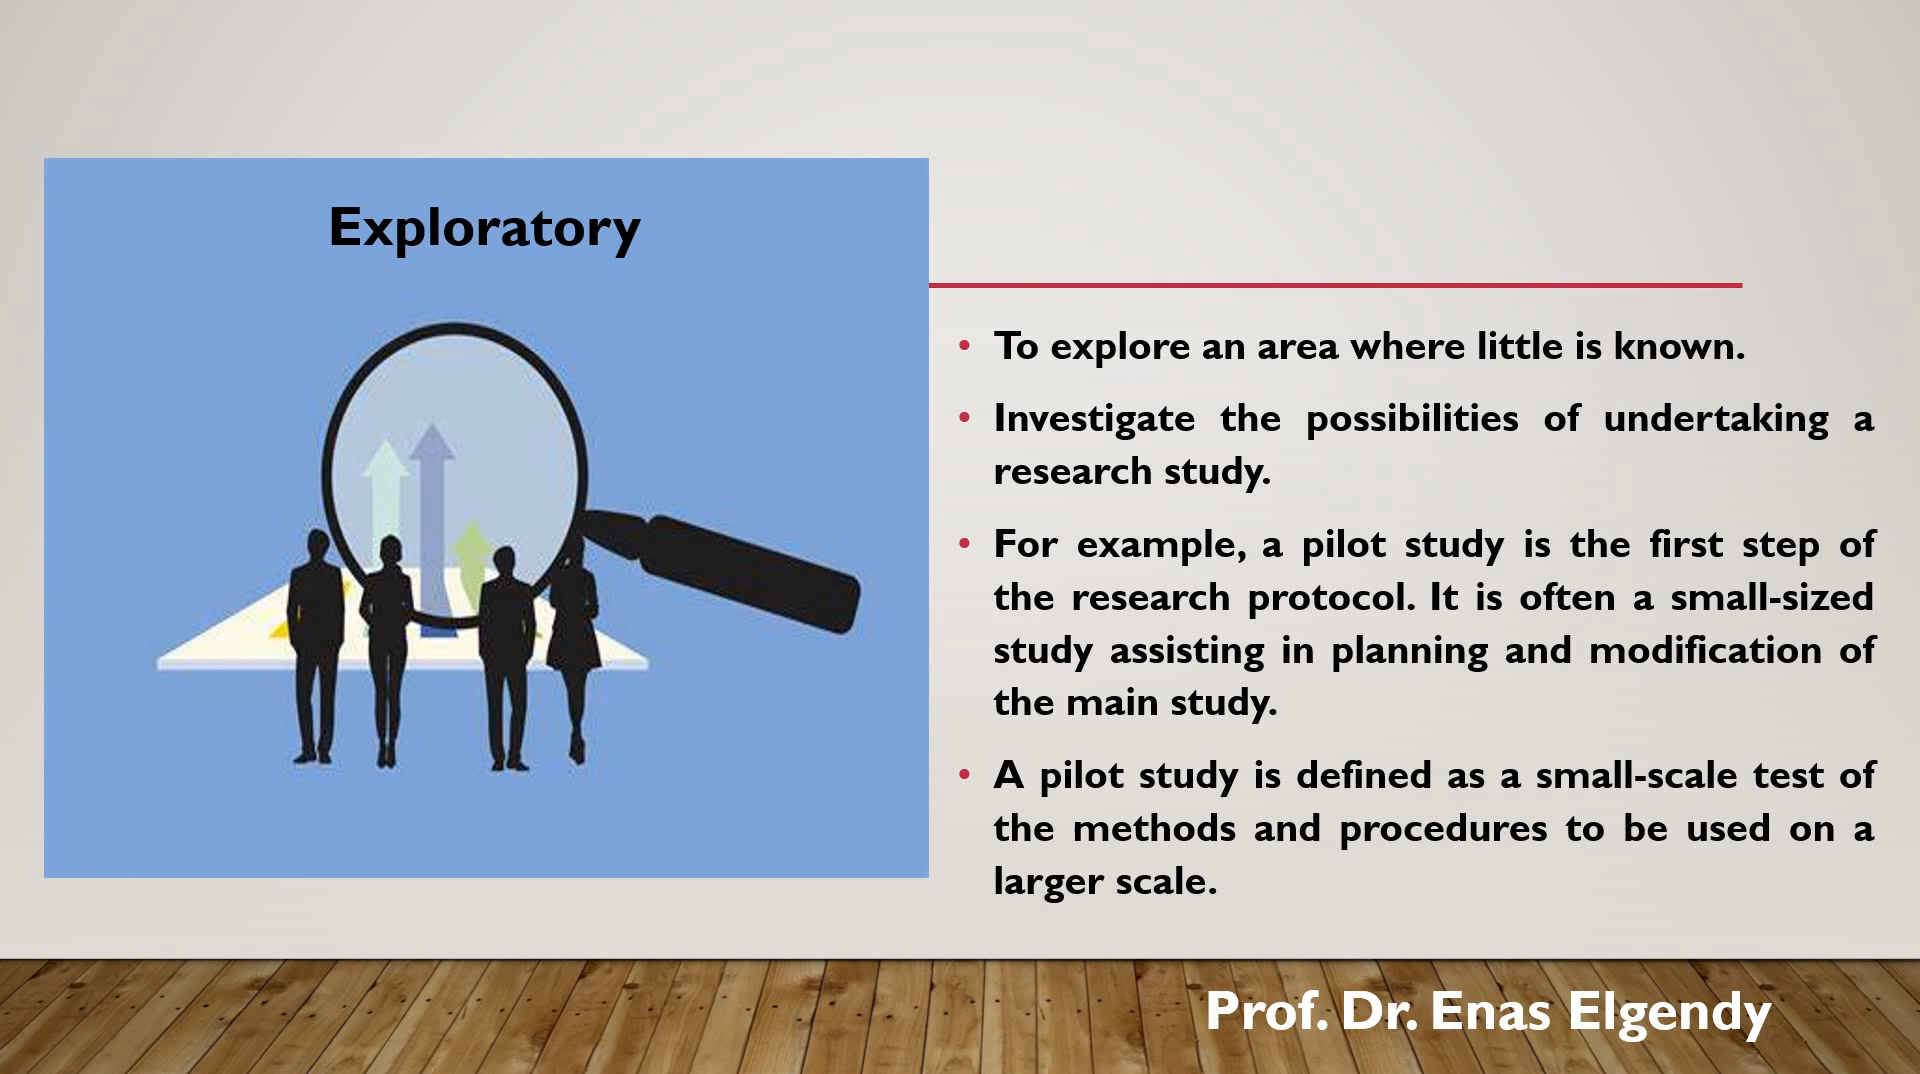 Exploratory
• To explore an area where little is known.
• Investigate the possibilities of undertaking a
research study.
• For example, a pilot study is the first step of
the research protocol. It is often a small-sized
study assisting in planning and modification of
the main study.
• A pilot study is defined as a small-scale test of
the methods and procedures to be used on a
larger scale.
Prof. Dr. Enas Elgendy